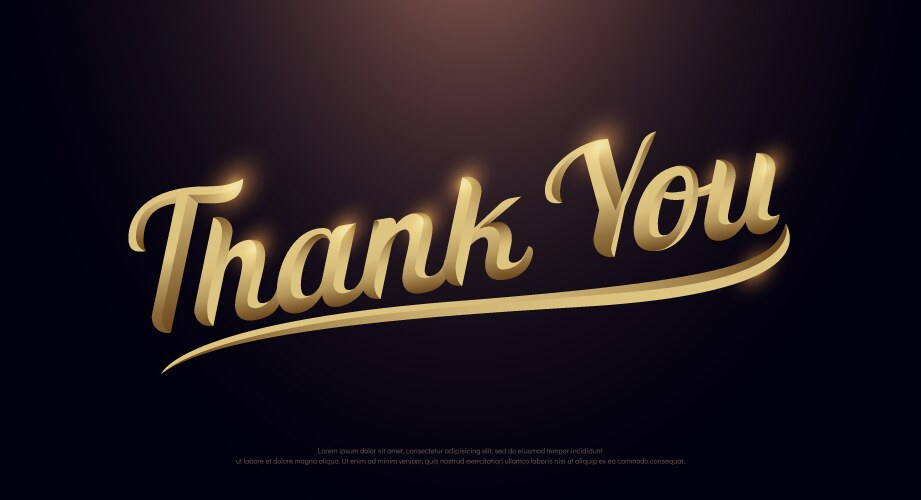 Thank You
Lorem ipsum dolor sit amet, consectetur adipisicing elit, sed do eiusmod tempor incididunt
ut labore et dolore magna aliqua. Ut enim ad minim veniam, quis nostrud exercitation ullamco laboris nisi ut aliquip ex ea commodo consequat.